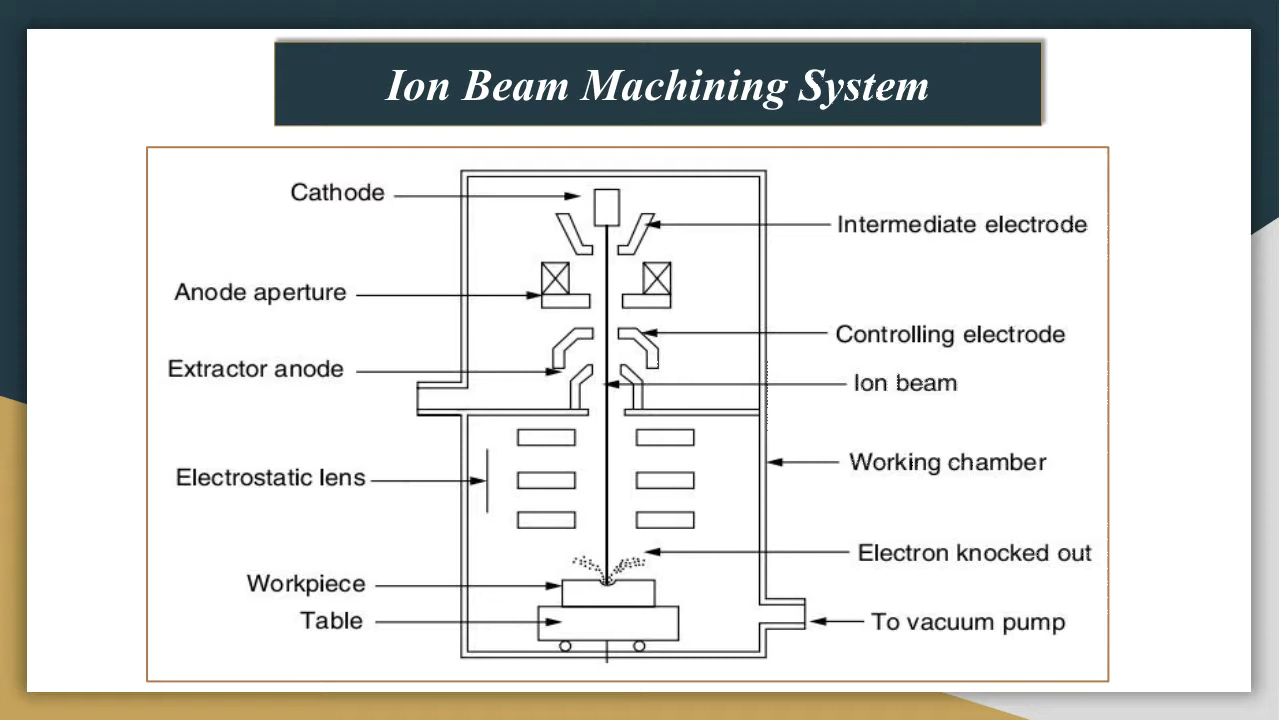 Ion Beam Machining System
Cathode
Intermediate electrode
Anode aperture
Controlling electrode
Extractor anode
Ion beam
Working chamber
Electrostatic lens
Electron knocked out
Workpiece
Table
To vacuum pump